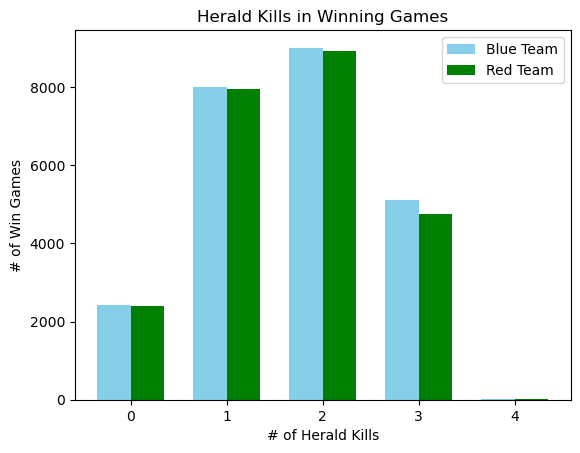 Herald Kills in Winning Games
Blue Team
Red Team
# of Win Games
8000
6000
4000
2000
0
0 1 2 3 4
# of Herald Kills